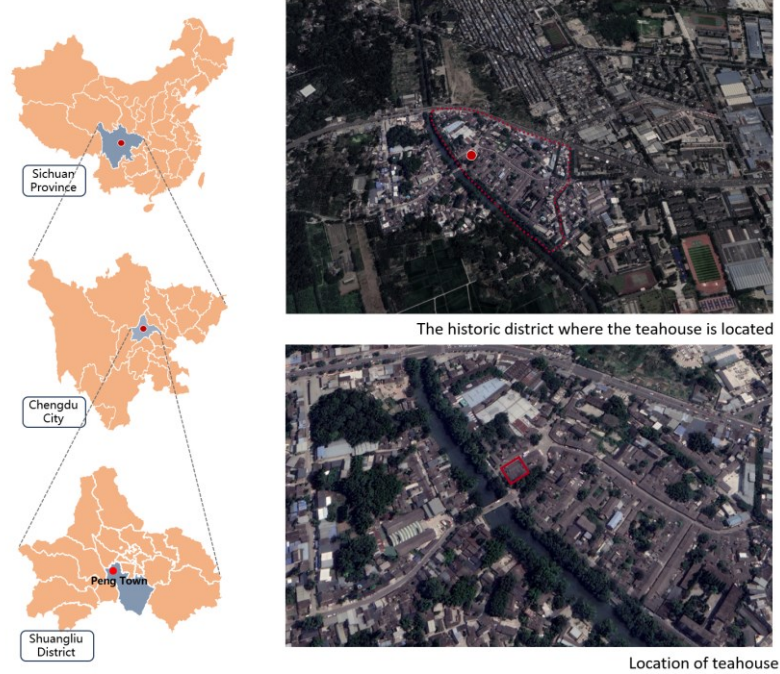 Sichuan
Province
Chengdu
City
Peng Town
Shuangliu
District
The historic district where the teahouse is located
Location of teahouse